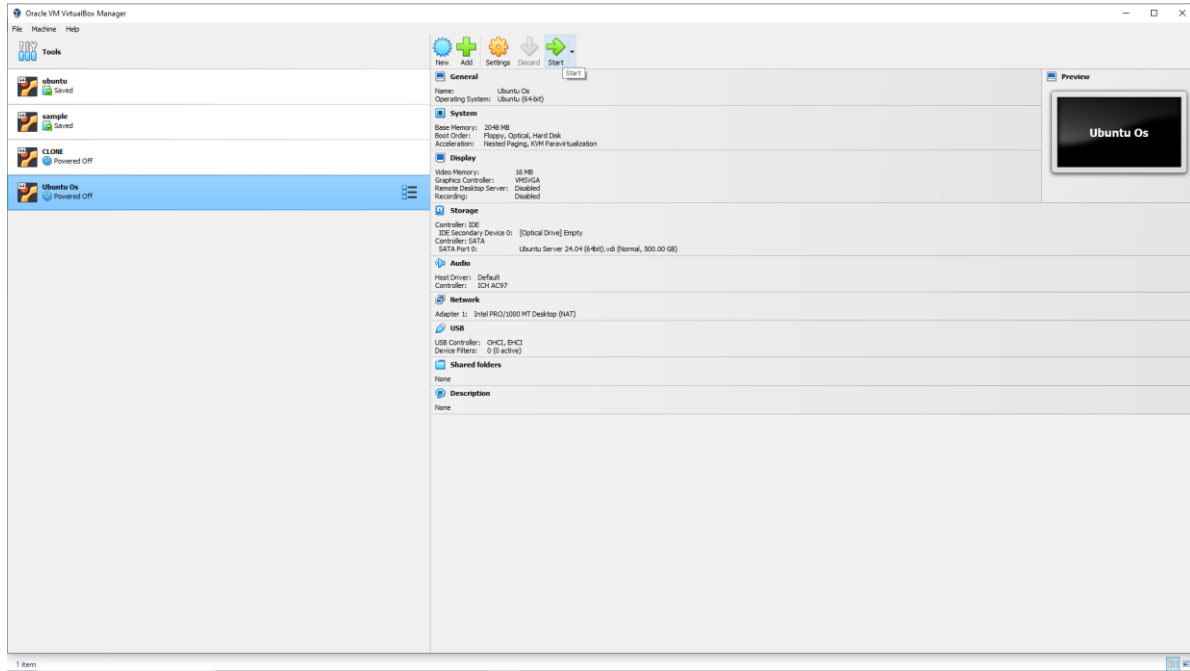 Oracle VM VirtualBox Manager
File Machine Help
Tools
ubuntu
Saved
sample
Saved
CLONE
Powered Off
Ubuntu Os
Powered Off
New Add Settings Discard Start
Start
General
Name: Ubuntu Os
Operating System: Ubuntu (64-bit)
System
Base Memory: 2048 MB
Boot Order: Floppy, Optical, Hard Disk
Acceleration: Nested Paging, KVM Paravirtualization
Display
Video Memory: 16 MB
Graphics Controller: VMSVGA
Remote Desktop Server: Disabled
Recording: Disabled
Storage
Controller: IDE
IDE Secondary Device 0: [Optical Drive] Empty
Controller: SATA
SATA Port 0: Ubuntu Server 24.04 (64bit).vdi (Normal, 500.00 GB)
Audio
Host Driver: Default
Controller: ICH AC97
Network
Adapter 1: Intel PRO/1000 MT Desktop (NAT)
USB
USB Controller: OHCI, EHCI
Device Filters: 0 (0 active)
Shared folders
None
Description
None
Preview
Ubuntu Os
1 item